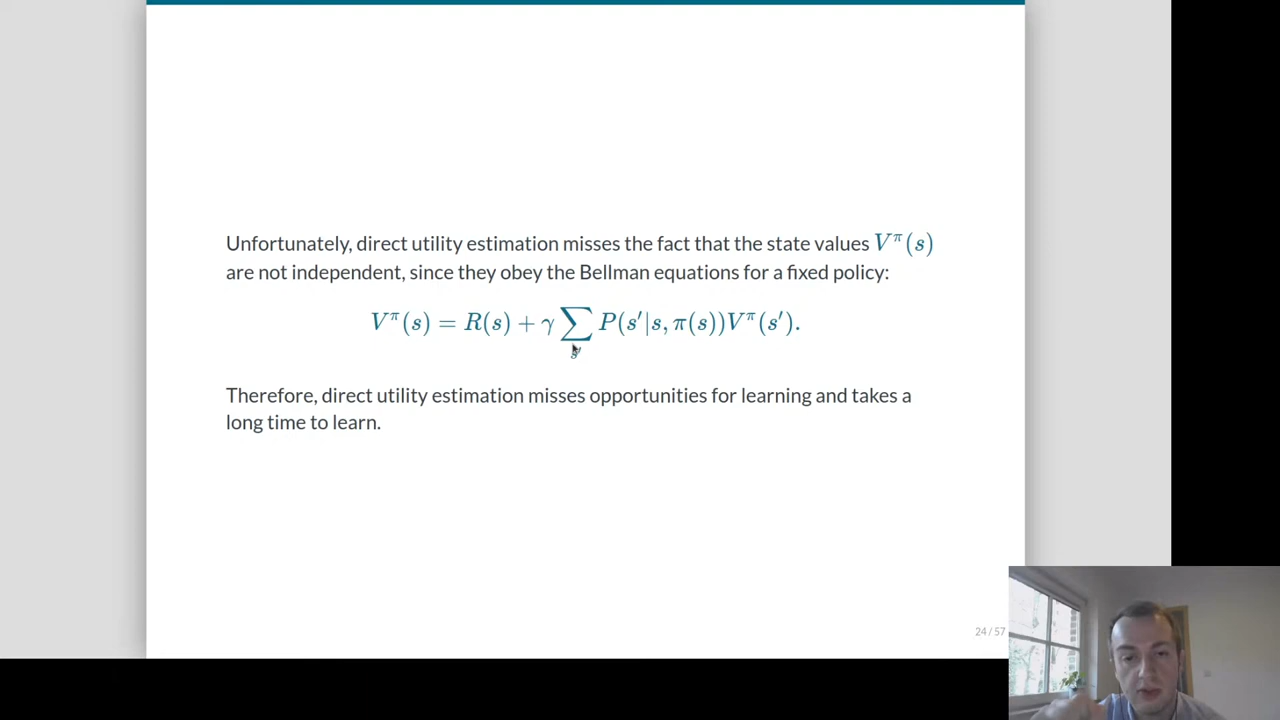 Unfortunately, direct utility estimation misses the fact that the state values V^π(s)
are not independent, since they obey the Bellman equations for a fixed policy:
V^π(s) = R(s) + γ ∑_{s'} P(s'|s, π(s))V^π(s').
Therefore, direct utility estimation misses opportunities for learning and takes a
long time to learn.
24 / 57